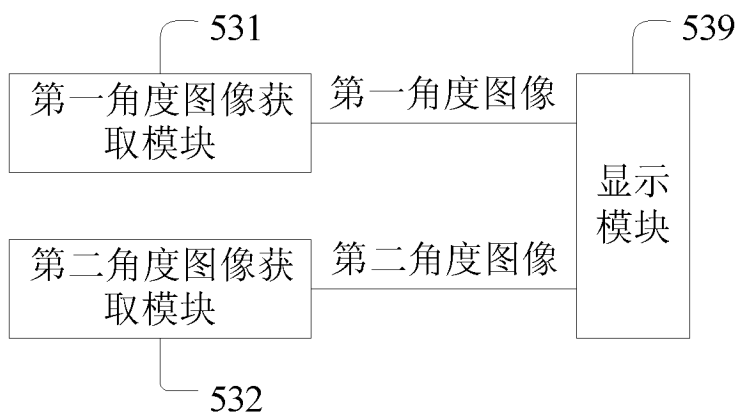 531
539
第一角度图像获
取模块
第一角度图像
显示
模块
第二角度图像获
取模块
第二角度图像
532